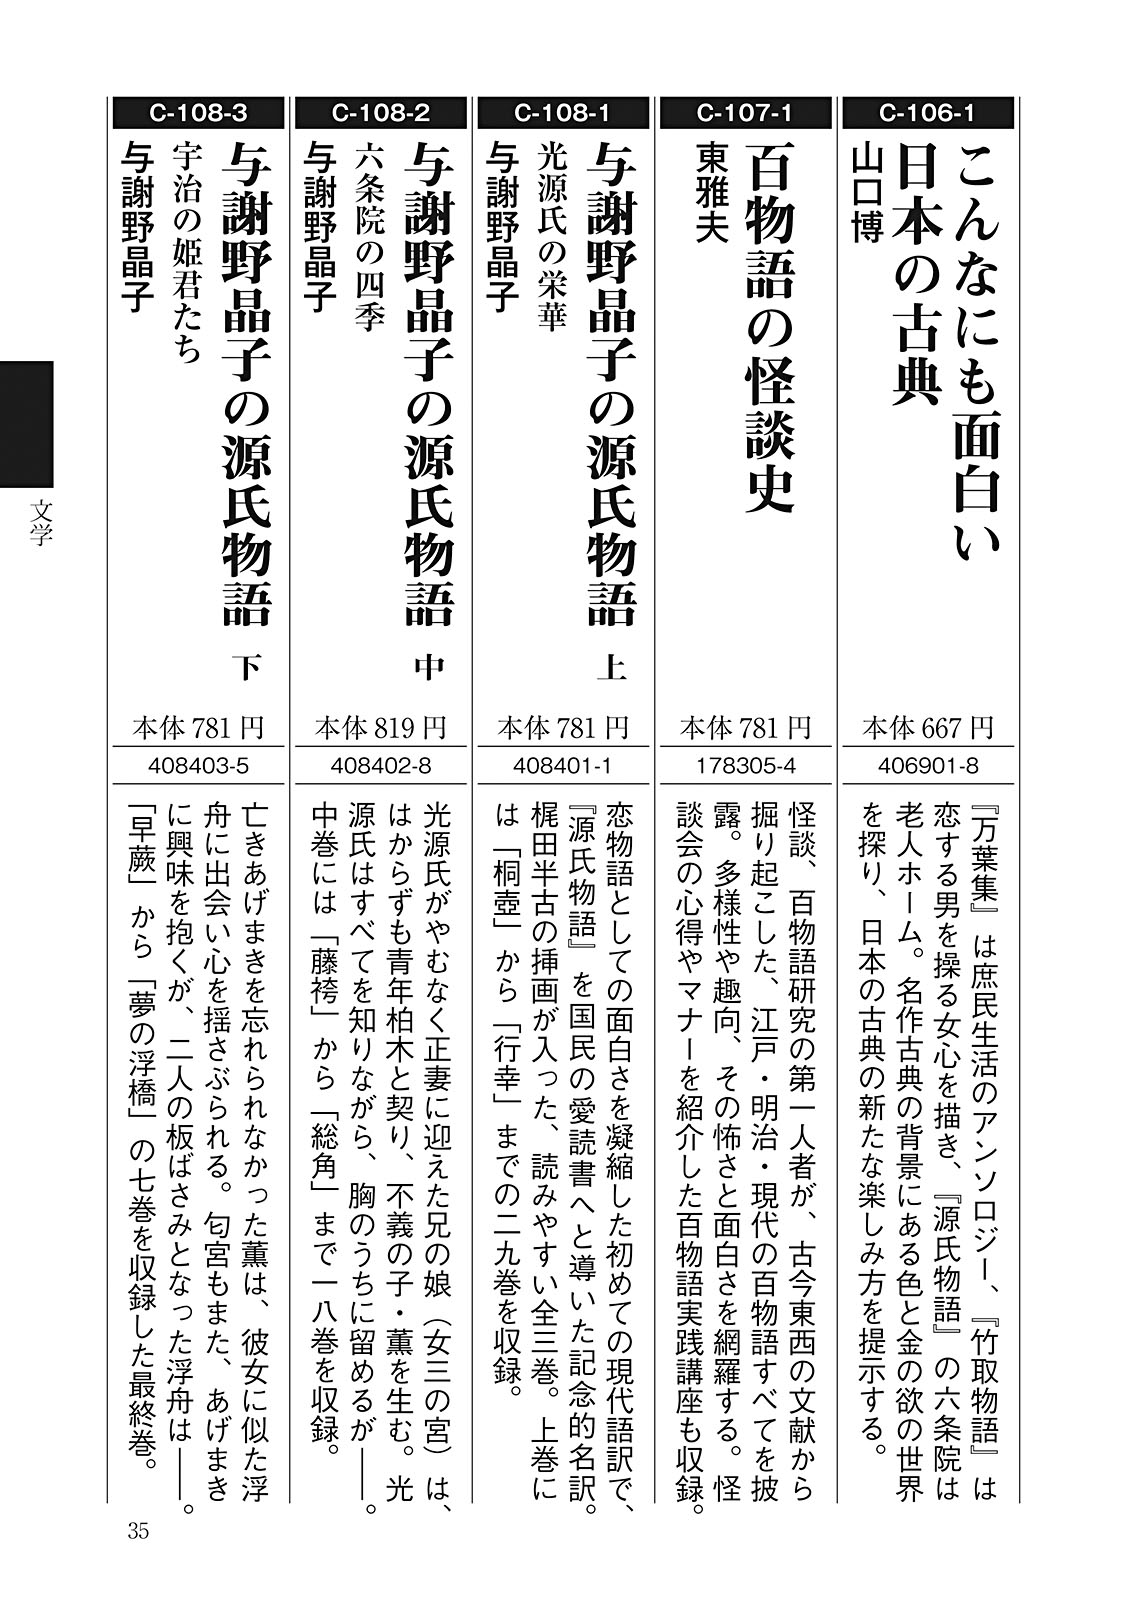 C-106-1
こんなにも面白い
日本の古典
山口博
本体 667 円
406901-8
『万葉集』は庶民生活のアンソロジー、『竹取物語』は
恋する男を操る女心を描き、『源氏物語』の六条院は
老人ホーム。名作古典の背景にある色と金の欲の世界
を探り、日本の古典の新たな楽しみ方を提示する。
C-107-1
百物語の怪談史
東雅夫
本体 781 円
178305-4
怪談、百物語研究の第一人者が、古今東西の文献から
掘り起こした、江戸・明治・現代の百物語すべてを披
露。多様性や趣向、その怖さと面白さを網羅する。怪
談会の心得やマナーを紹介した百物語実践講座も収録。
C-108-1
与謝野晶子の源氏物語 上
光源氏の栄華
与謝野晶子
本体 781 円
408401-1
恋物語としての面白さを凝縮した初めての現代語訳で、
『源氏物語』を国民の愛読書へと導いた記念的名訳。
梶田半古の挿画が入った、読みやすい全三巻。上巻に
は「桐壺」から「行幸」までの二九巻を収録。
C-108-2
与謝野晶子の源氏物語 中
六条院の四季
与謝野晶子
本体 819 円
408402-8
光源氏がやむなく正妻に迎えた兄の娘（女三の宮）は、
はからずも青年柏木と契り、不義の子・薫を生む。光
源氏はすべてを知りながら、胸のうちに留めるが――。
中巻には「藤袴」から「総角」まで一八巻を収録。
C-108-3
与謝野晶子の源氏物語 下
宇治の姫君たち
与謝野晶子
本体 781 円
408403-5
亡きあげまきを忘れられなかった薫は、彼女に似た浮
舟に出会い心を揺さぶられる。匂宮もまた、あげまき
に興味を抱くが、二人の板ばさみとなった浮舟は――。
「早蕨」から「夢の浮橋」の七巻を収録した最終巻。
文学
35